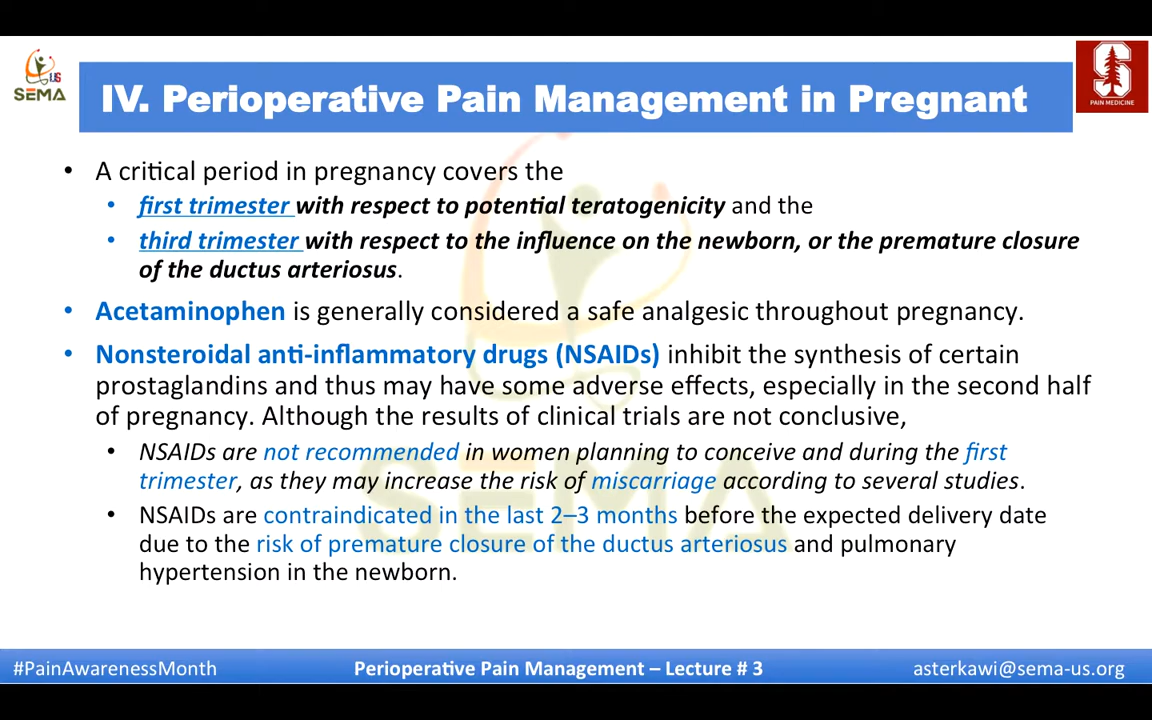 US
SEMA
IV. Perioperative Pain Management in Pregnant
S
PAIN MEDICINE
• A critical period in pregnancy covers the
• first trimester with respect to potential teratogenicity and the
• third trimester with respect to the influence on the newborn, or the premature closure
of the ductus arteriosus.
• Acetaminophen is generally considered a safe analgesic throughout pregnancy.
• Nonsteroidal anti-inflammatory drugs (NSAIDs) inhibit the synthesis of certain
prostaglandins and thus may have some adverse effects, especially in the second half
of pregnancy. Although the results of clinical trials are not conclusive,
• NSAIDs are not recommended in women planning to conceive and during the first
trimester, as they may increase the risk of miscarriage according to several studies.
• NSAIDs are contraindicated in the last 2–3 months before the expected delivery date
due to the risk of premature closure of the ductus arteriosus and pulmonary
hypertension in the newborn.
SEMA
#PainAwarenessMonth
Perioperative Pain Management – Lecture # 3
asterkawi@sema-us.org